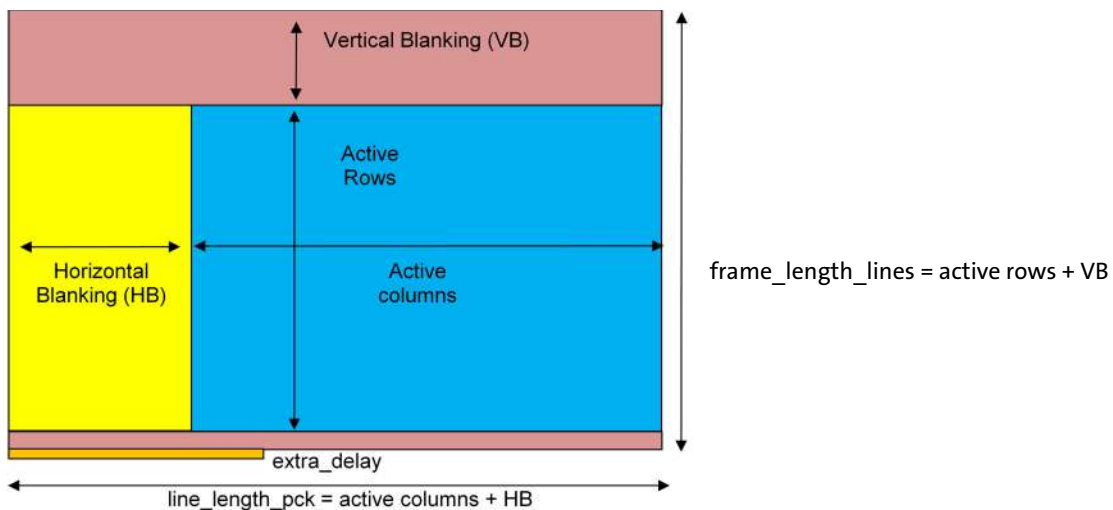 Vertical Blanking (VB)
Active
Rows
Horizontal
Blanking (HB)
Active
columns
frame_length_lines = active rows + VB
extra_delay
line_length_pck = active columns + HB